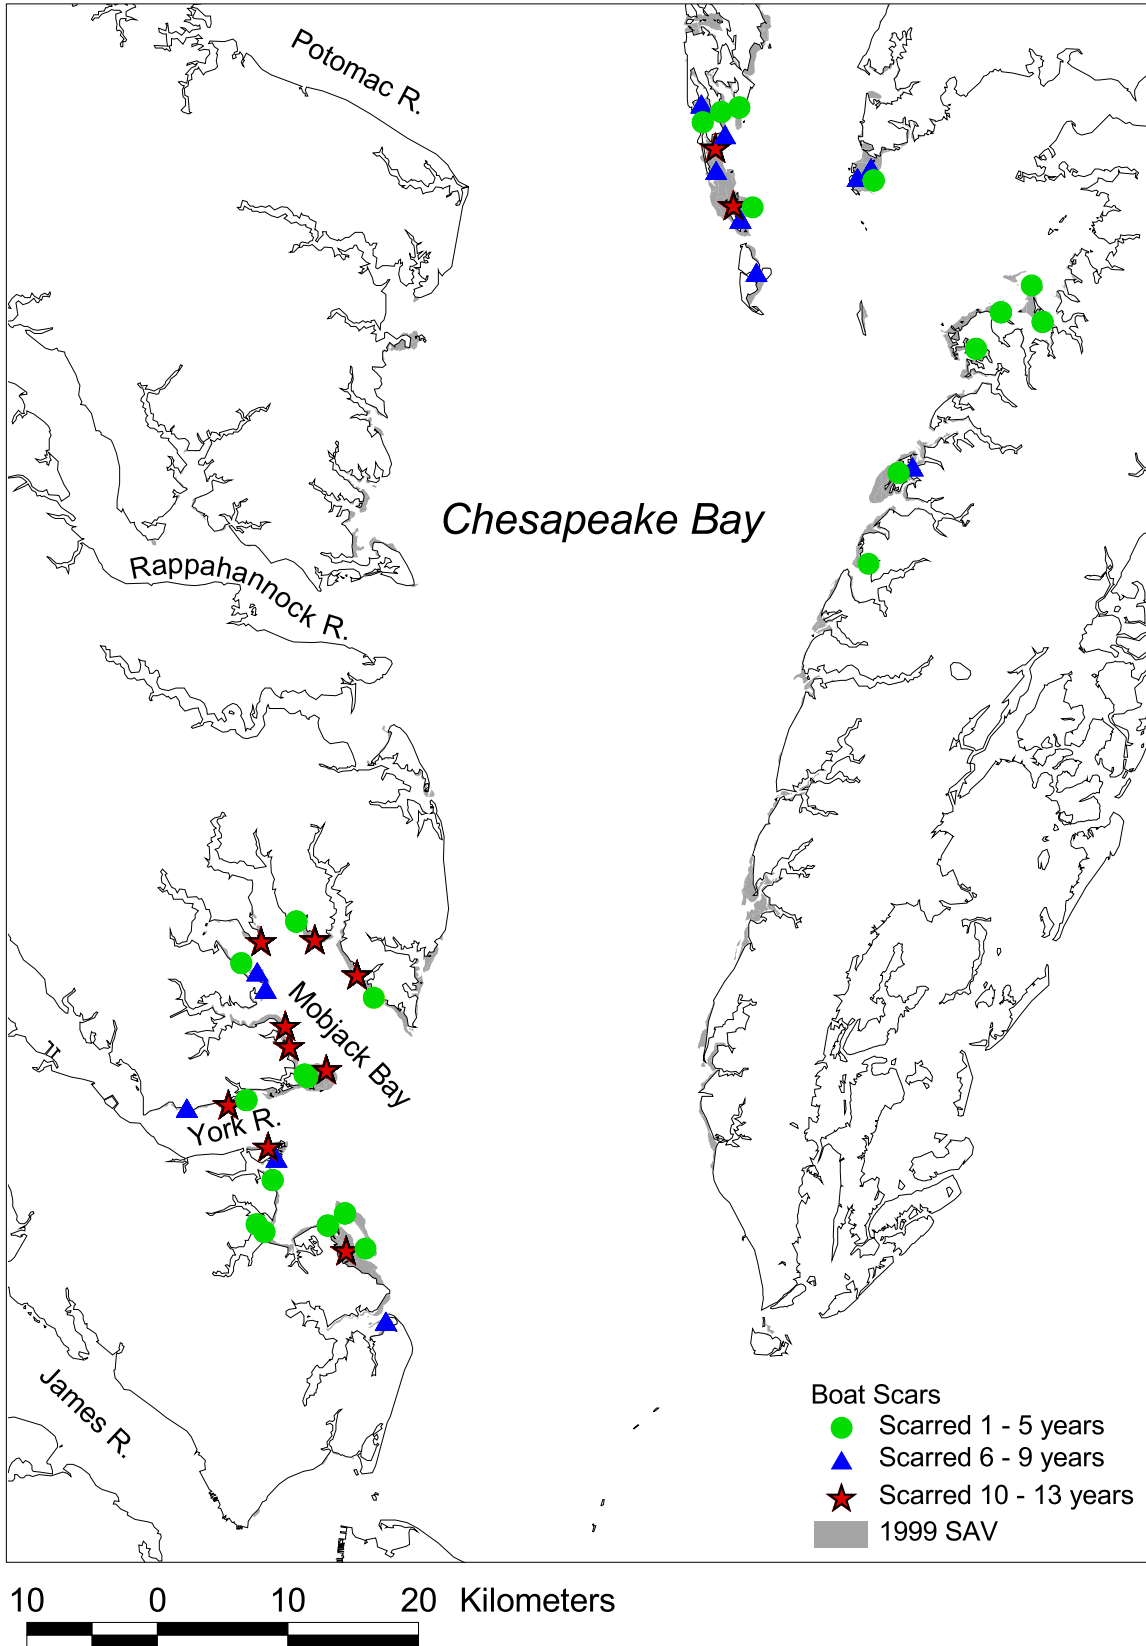 Potomac R.
Chesapeake Bay
Rappahannock R.
Mobjack Bay
York R.
James R.
Boat Scars
Scarred 1 - 5 years
Scarred 6 - 9 years
Scarred 10 - 13 years
1999 SAV
10 0 10 20 Kilometers